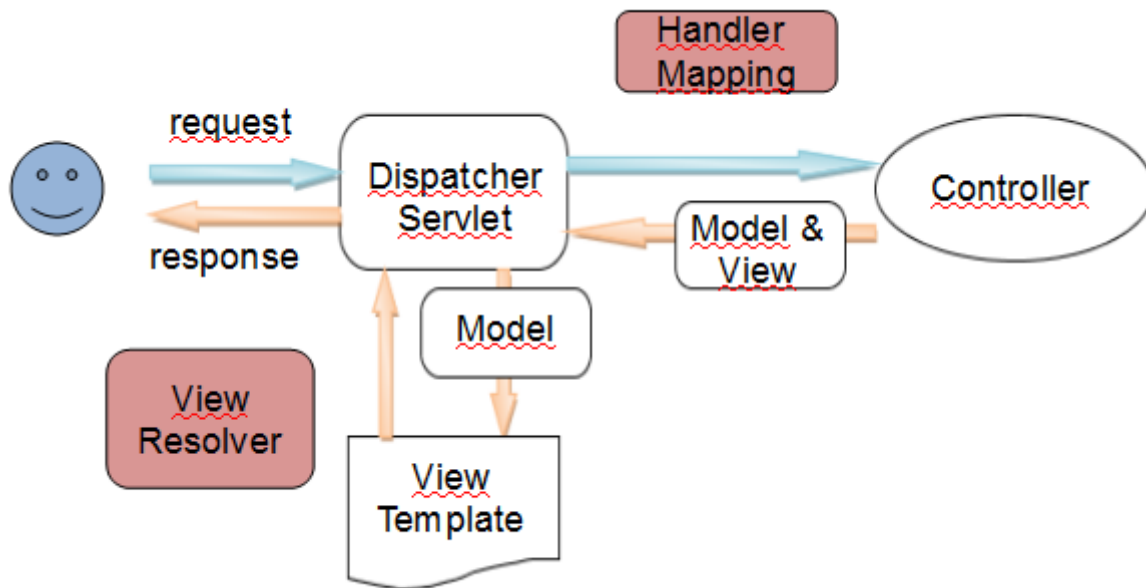 Handler
Mapping
request
Dispatcher
Servlet
Controller
response
Model &
View
Model
View
Resolver
View
Template